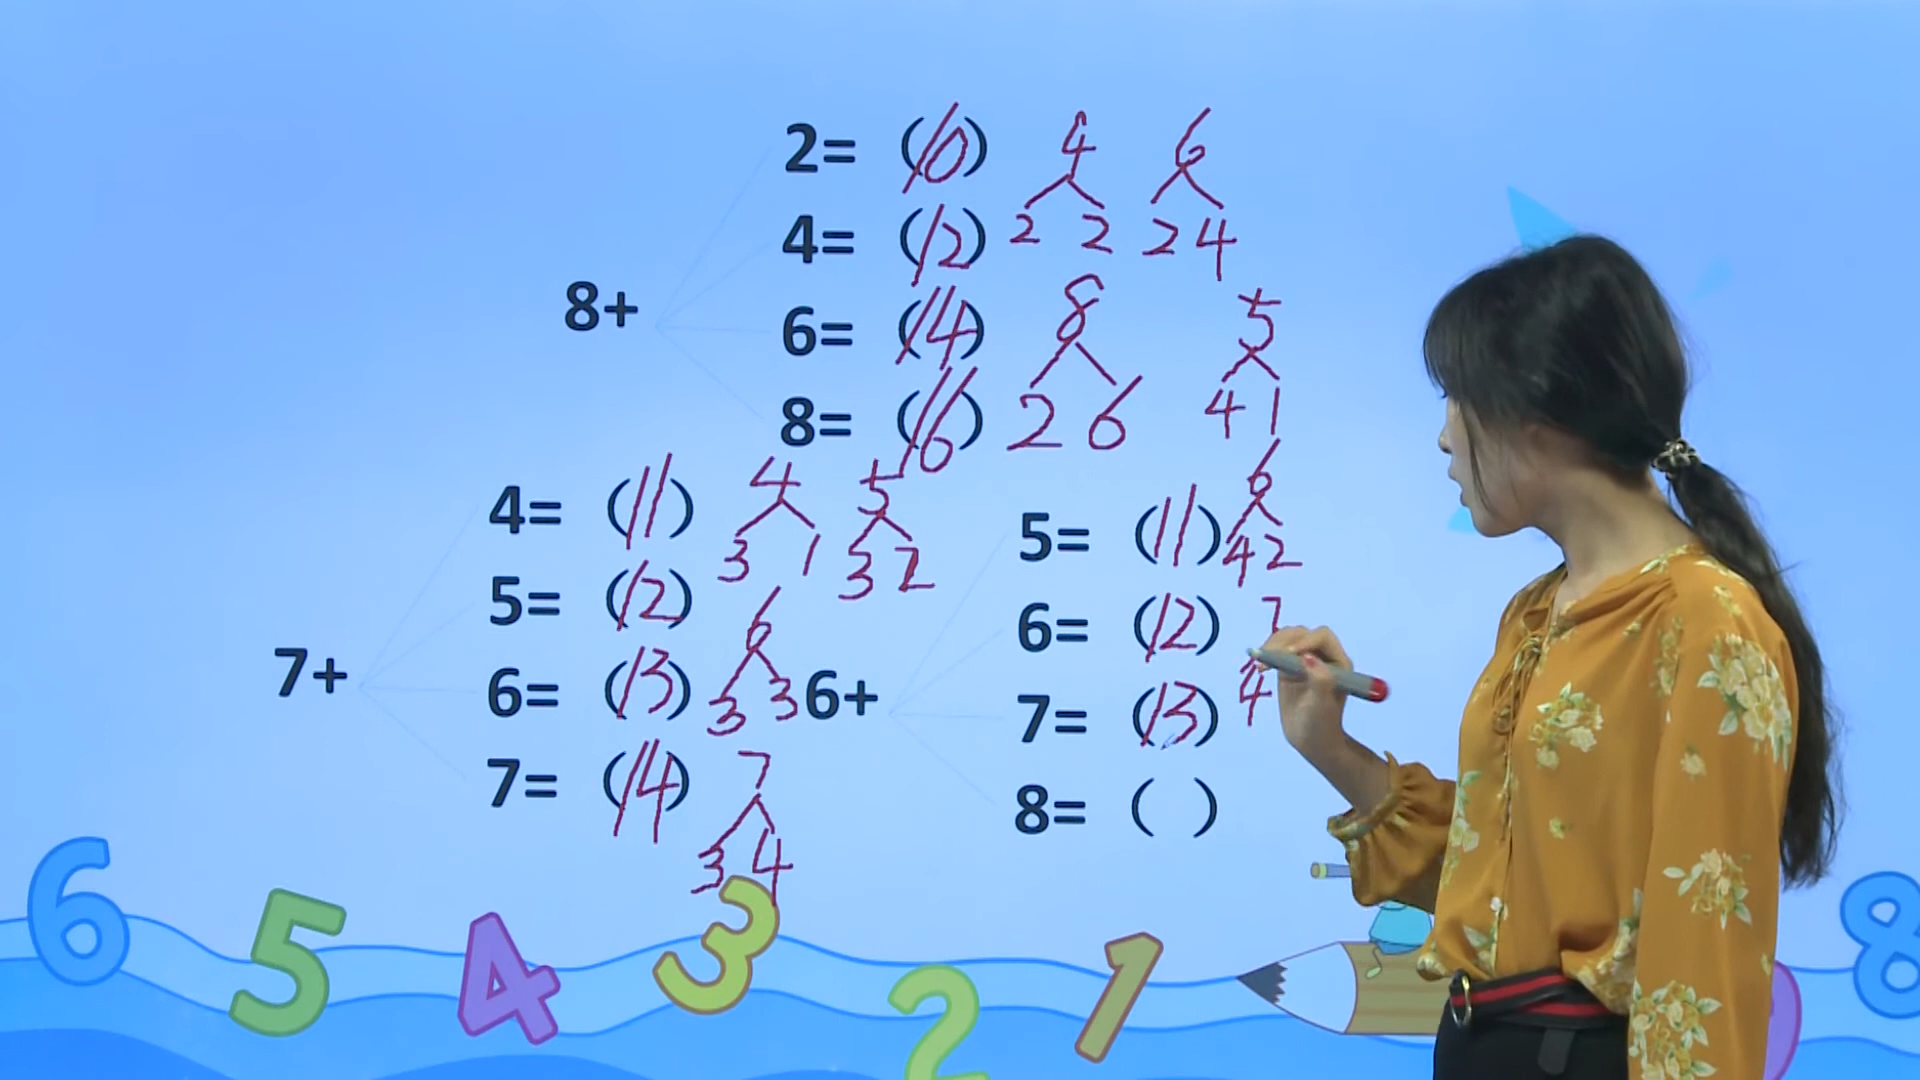 8+
2= (10) 4 6
2 2 2 4
4= (12)
6= (14) 8 5
2 6 4 1
8= (16)
7+
4= (11) 4 5
3 1 3 2
5= (12)
6= (13) 6
3 3
7= (14) 7
3 4
6+
5= (11) 6
4 2
6= (12) 7
4
7= (13)
8= ( )
6 5 4 3 2 1 8